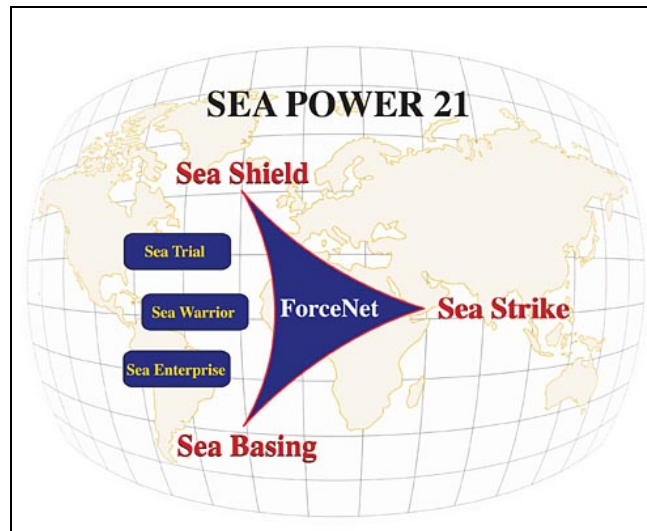 SEA POWER 21
Sea Shield
Sea Trial
Sea Warrior
ForceNet
Sea Strike
Sea Enterprise
Sea Basing